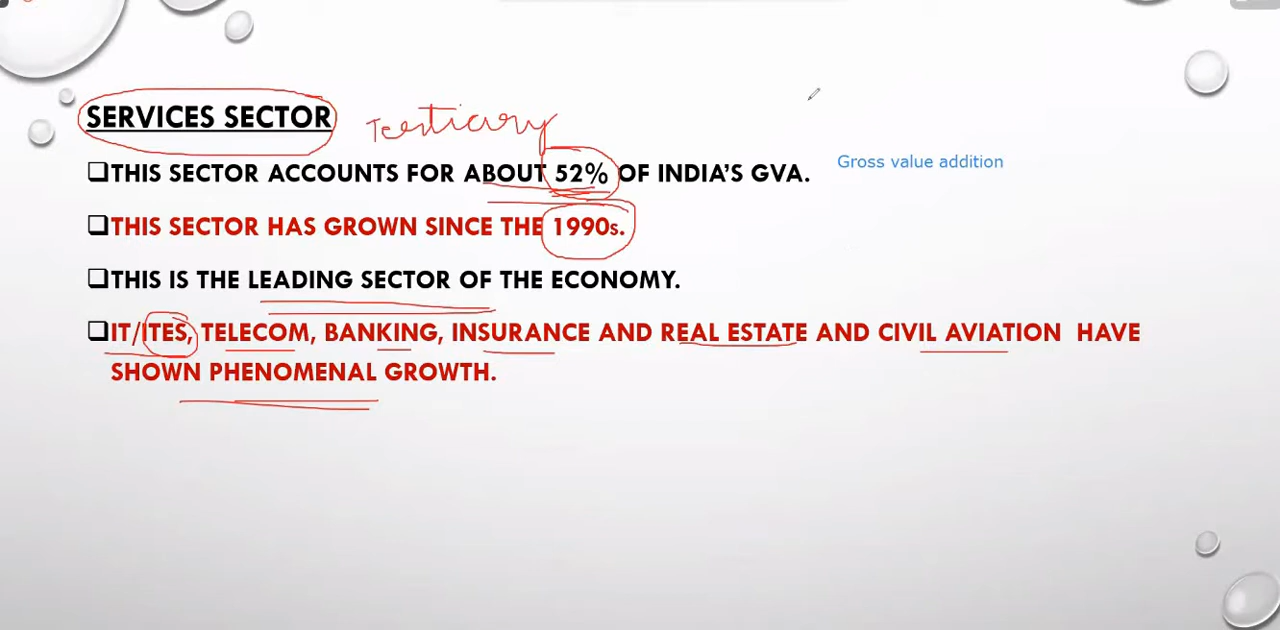 SERVICES SECTOR Teertiary
❑THIS SECTOR ACCOUNTS FOR ABOUT 52% OF INDIA'S GVA. Gross value addition
❑THIS SECTOR HAS GROWN SINCE THE 1990s.
❑THIS IS THE LEADING SECTOR OF THE ECONOMY.
❑IT/ITES, TELECOM, BANKING, INSURANCE AND REAL ESTATE AND CIVIL AVIATION HAVE
SHOWN PHENOMENAL GROWTH.